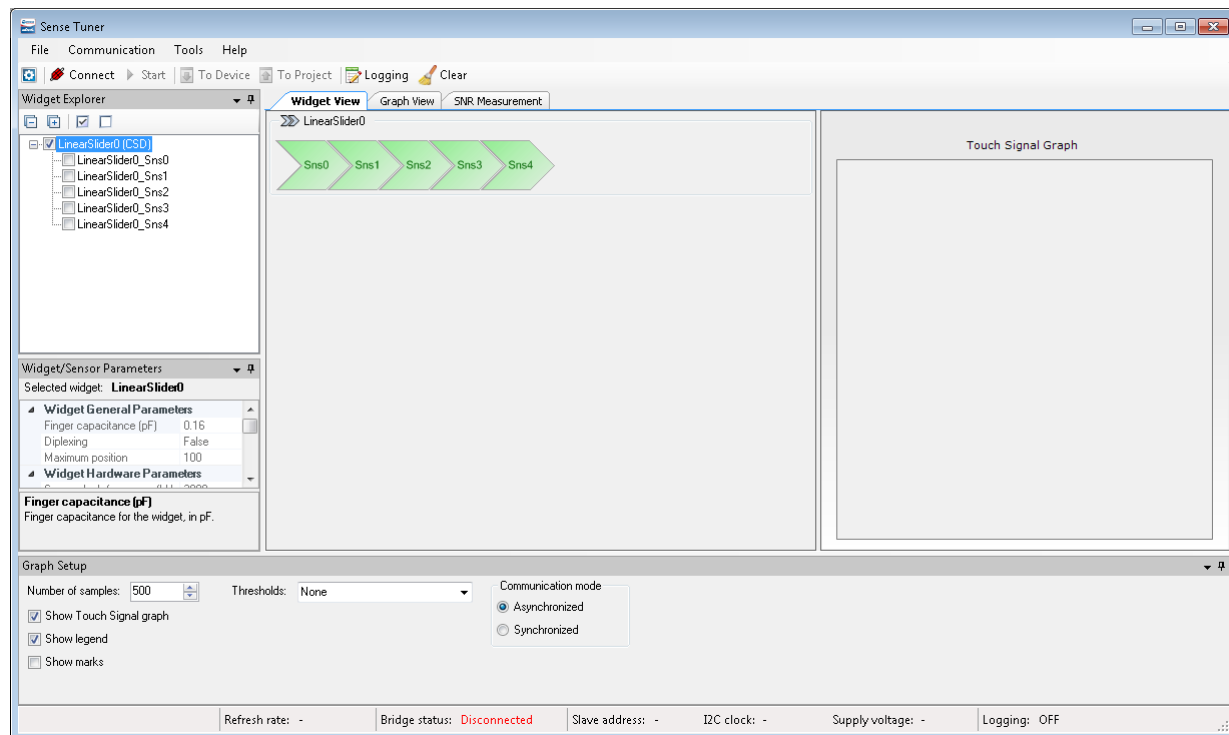 Sense Tuner
File Communication Tools Help
Connect Start To Device To Project Logging Clear
Widget Explorer
Widget View Graph View SNR Measurement
LinearSlider0 (CSD)
LinearSlider0_Sns0
LinearSlider0_Sns1
LinearSlider0_Sns2
LinearSlider0_Sns3
LinearSlider0_Sns4
LinearSlider0
Sns0 Sns1 Sns2 Sns3 Sns4
Touch Signal Graph
Widget/Sensor Parameters
Selected widget: LinearSlider0
Widget General Parameters
Finger capacitance (pF) 0.16
Diplexing False
Maximum position 100
Widget Hardware Parameters
Finger capacitance (pF)
Finger capacitance for the widget, in pF.
Graph Setup
Number of samples: 500 Thresholds: None
Show Touch Signal graph
Show legend
Show marks
Communication mode
Asynchronized
Synchronized
Refresh rate: - Bridge status: Disconnected Slave address: - I2C clock: - Supply voltage: - Logging: OFF